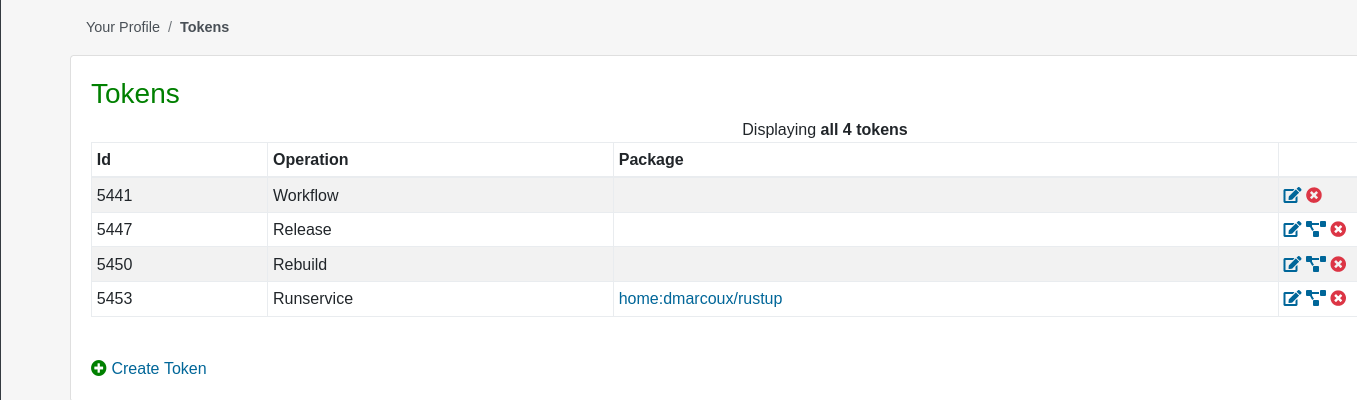 Your Profile / Tokens
Tokens
Displaying all 4 tokens
Id Operation Package
5441 Workflow
5447 Release
5450 Rebuild
5453 Runservice home:dmarcoux/rustup
Create Token